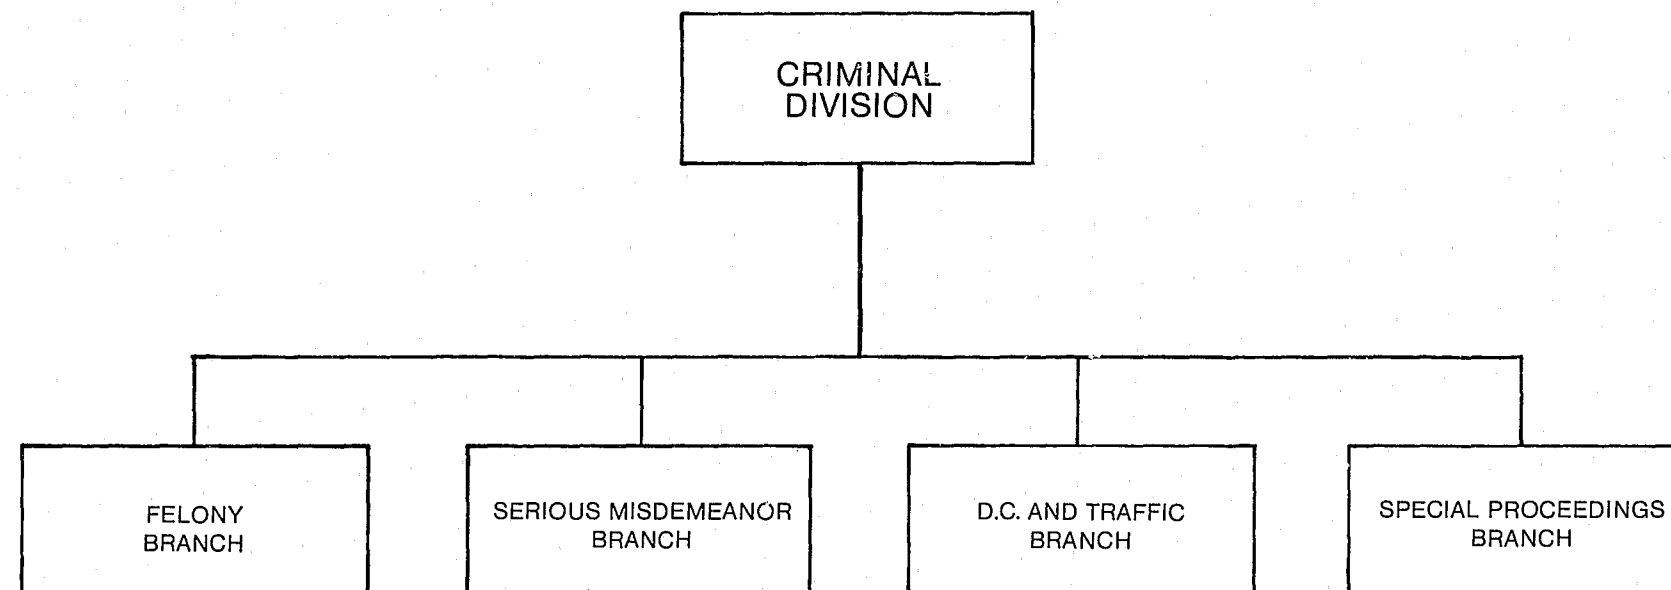 CRIMINAL
DIVISION
FELONY
BRANCH
SERIOUS MISDEMEANOR
BRANCH
D.C. AND TRAFFIC
BRANCH
SPECIAL PROCEEDINGS
BRANCH